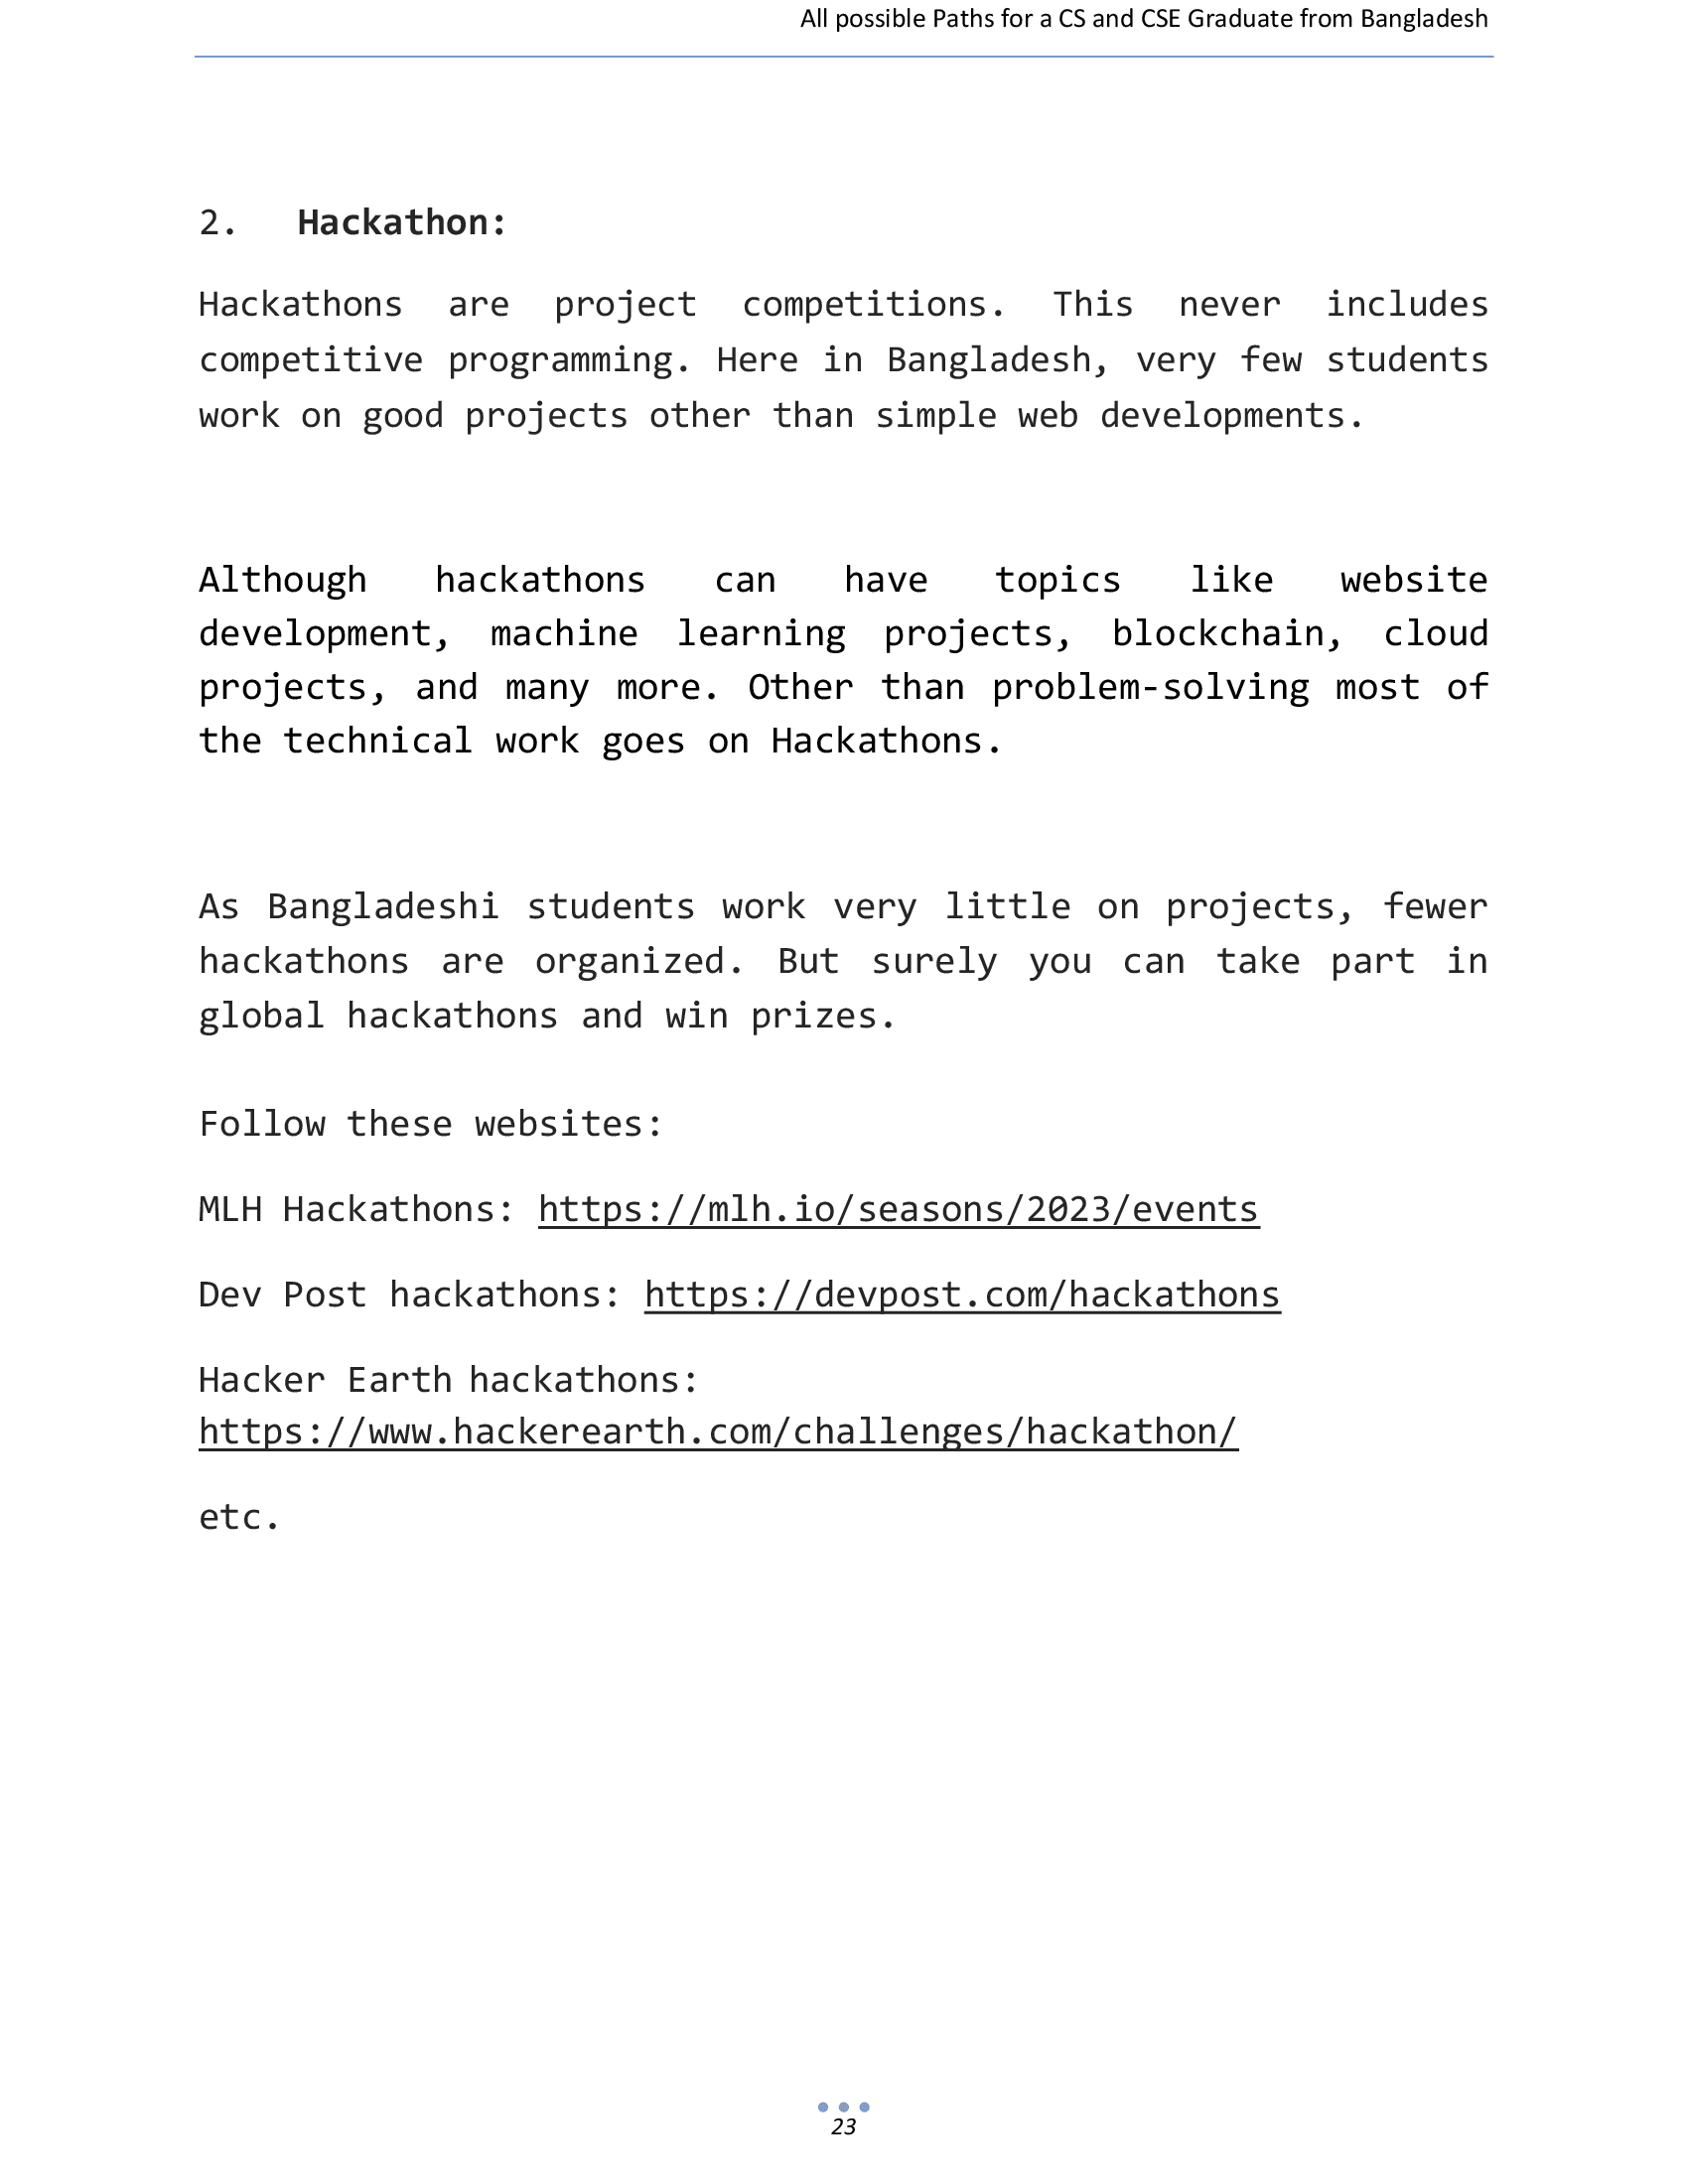 All possible Paths for a CS and CSE Graduate from Bangladesh
2. Hackathon:
Hackathons are project competitions. This never includes
competitive programming. Here in Bangladesh, very few students
work on good projects other than simple web developments.
Although hackathons can have topics like website
development, machine learning projects, blockchain, cloud
projects, and many more. Other than problem-solving most of
the technical work goes on Hackathons.
As Bangladeshi students work very little on projects, fewer
hackathons are organized. But surely you can take part in
global hackathons and win prizes.
Follow these websites:
MLH Hackathons: https://mlh.io/seasons/2023/events
Dev Post hackathons: https://devpost.com/hackathons
Hacker Earth hackathons:
https://www.hackerearth.com/challenges/hackathon/
etc.
23